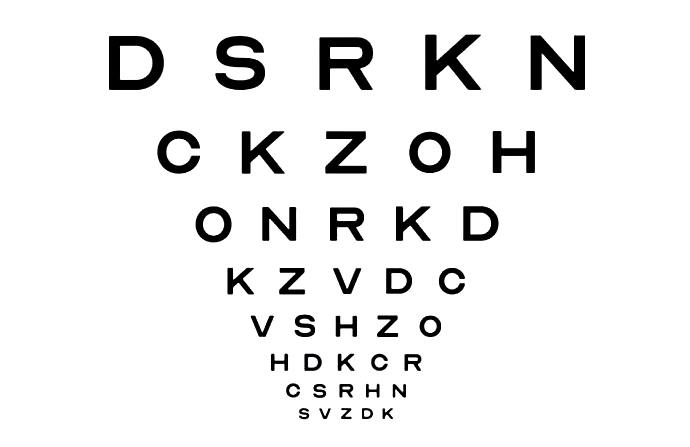 D S R K N
C K Z O H
O N R K D
K Z V D C
V S H Z O
H D K C R
C S R H N
S V Z D K